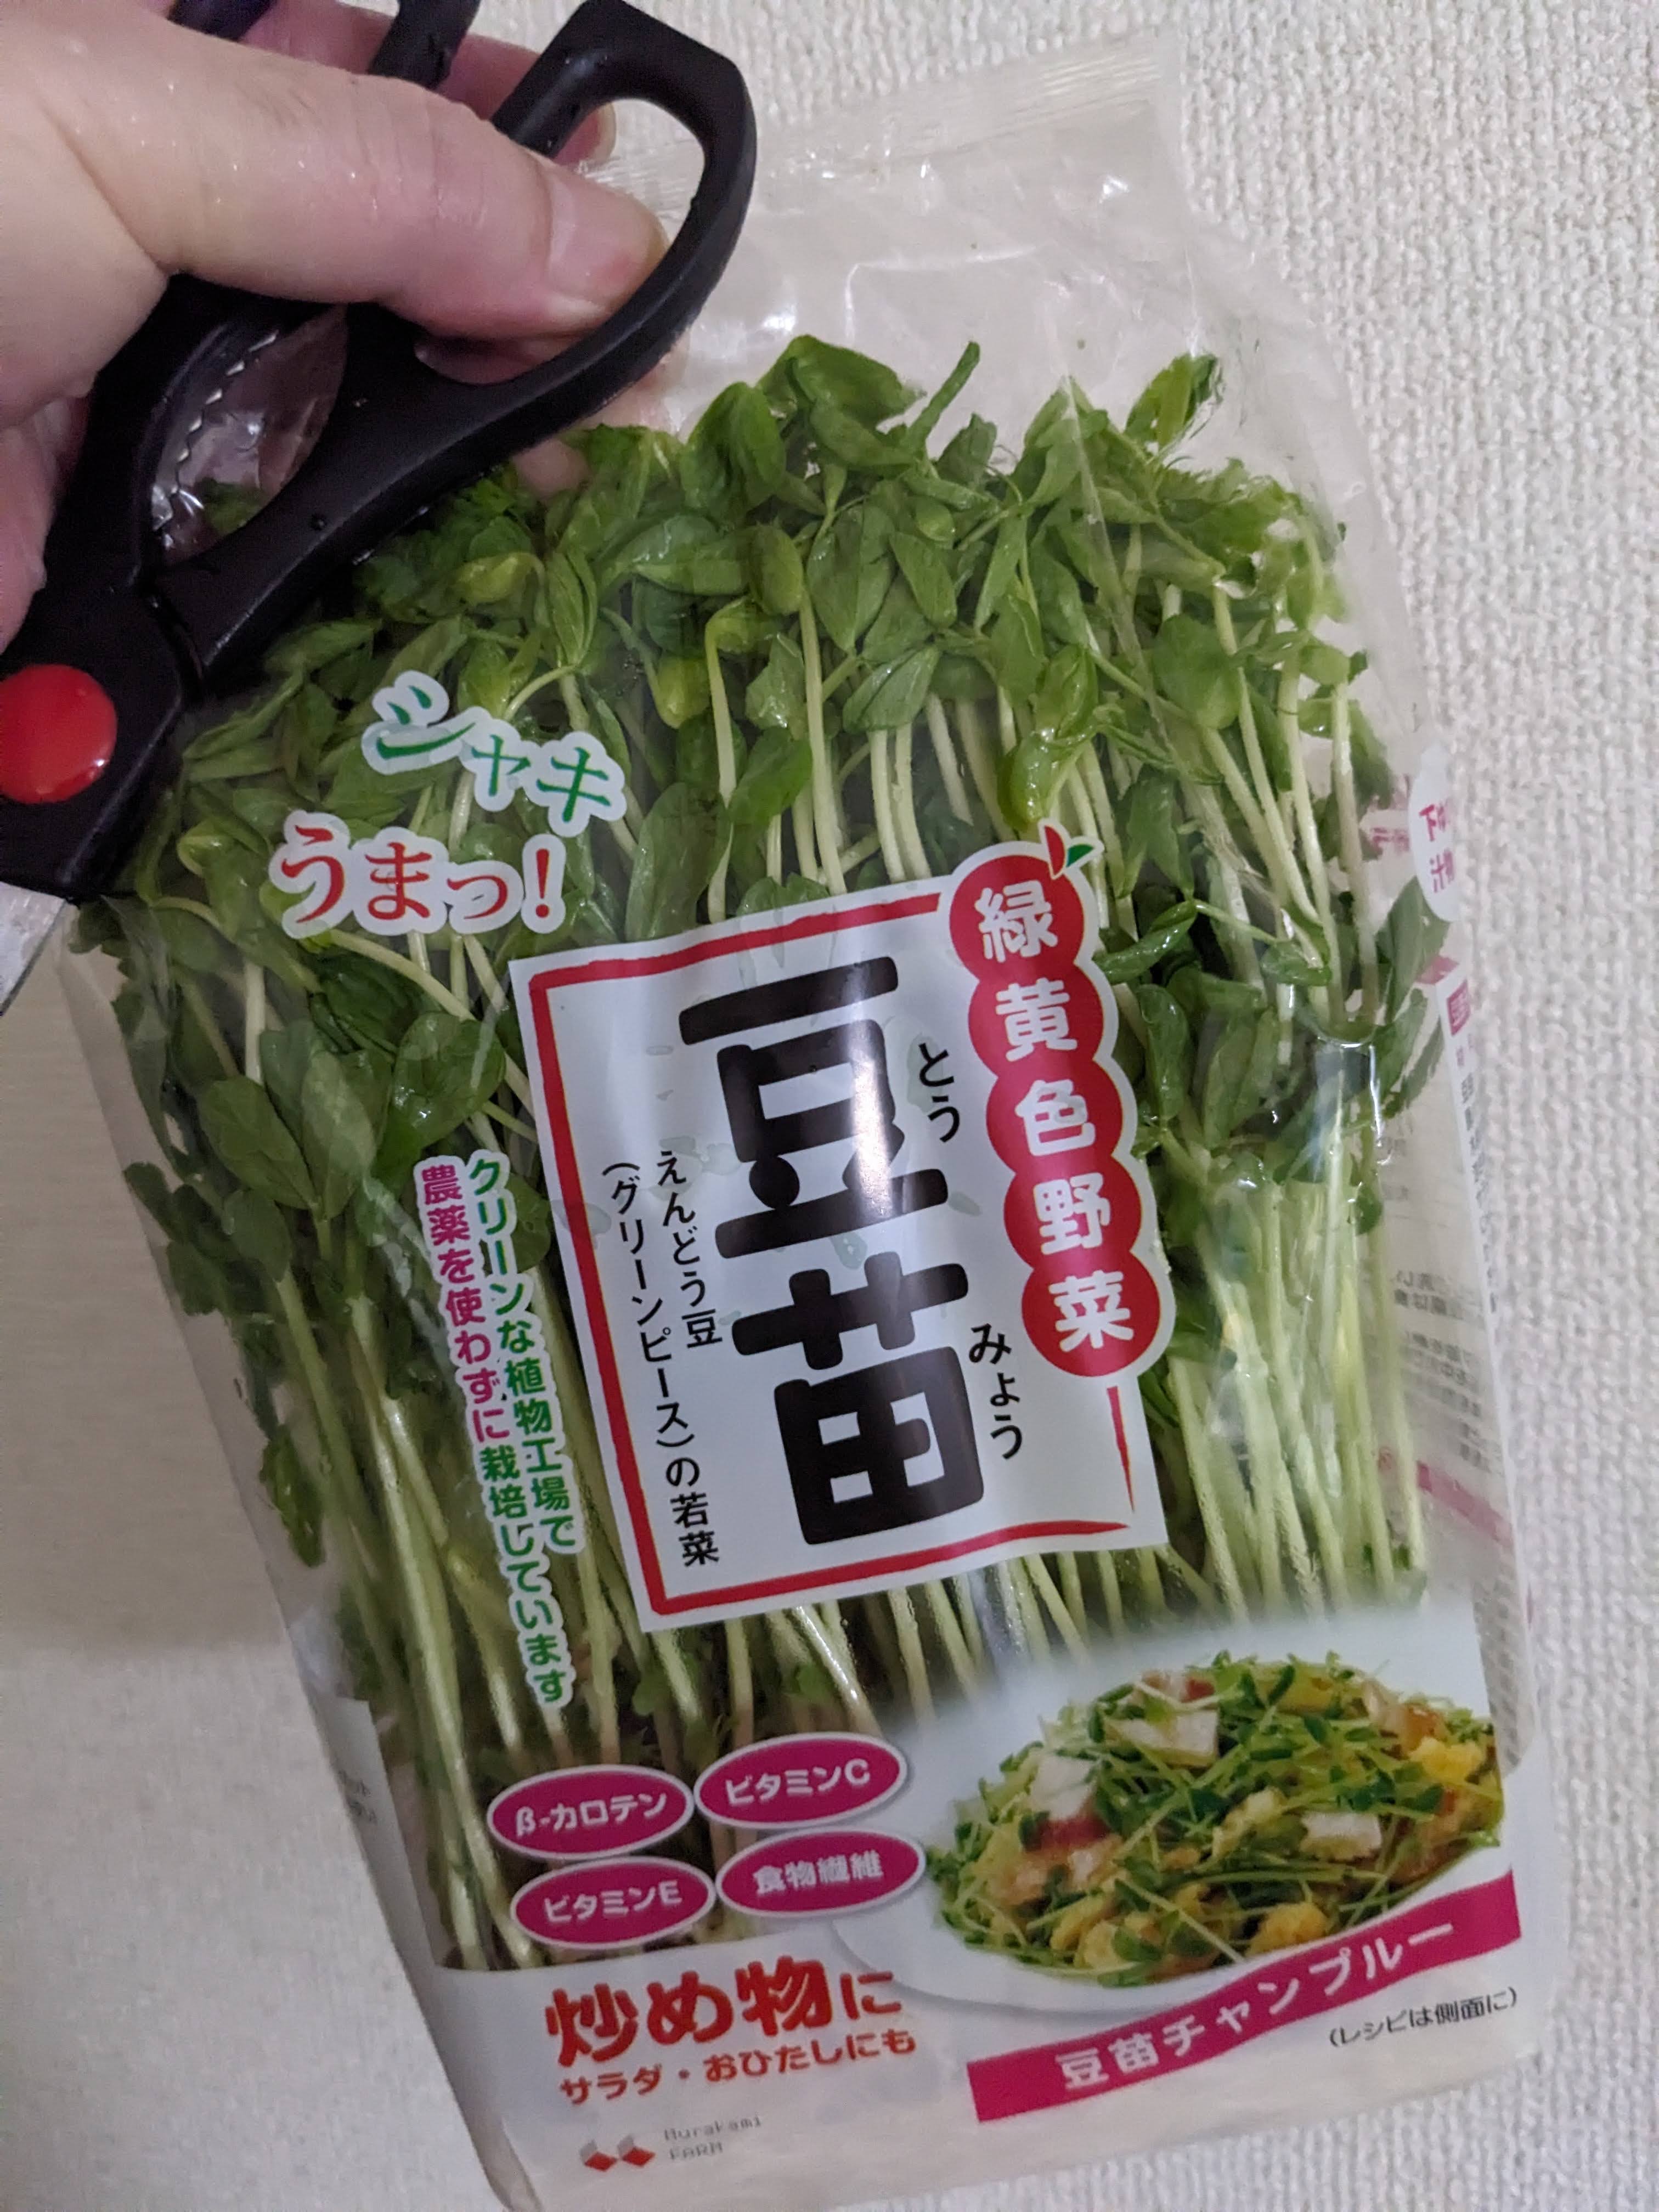 シャキ
うまっ!
緑黄色野菜
とう
みょう
豆苗
えんどう豆
(グリーンピース)の若菜
クリーンな植物工場で
農薬を使わずに栽培しています
β-カロテン
ビタミンC
ビタミンE
食物繊維
炒め物に
サラダ・おひたしにも
豆苗チャンプルー
(レシピは側面に)
Murakami
FARM